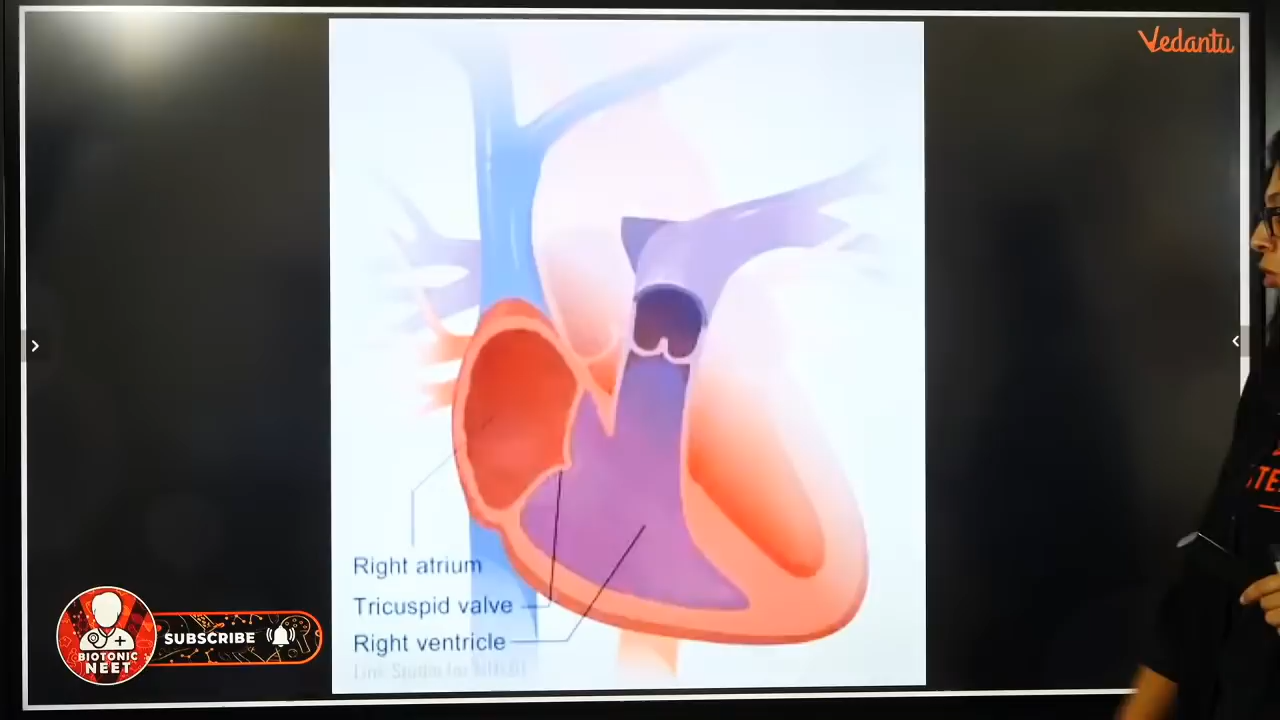 Vedantu
Right atrium
Tricuspid valve
Right ventricle
SUBSCRIBE
BIOTONIC
NEET